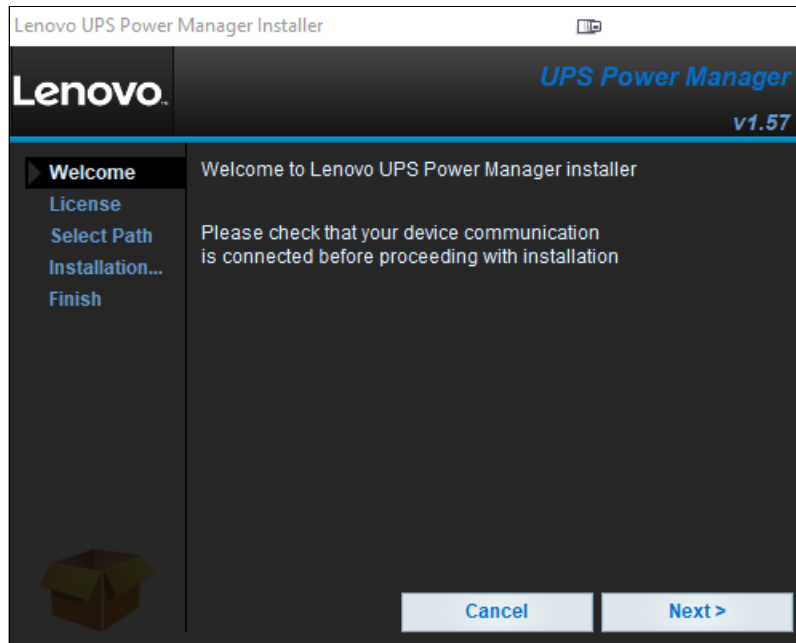 Lenovo UPS Power Manager Installer
Lenovo
UPS Power Manager
v1.57
Welcome
License
Select Path
Installation...
Finish
Welcome to Lenovo UPS Power Manager installer
Please check that your device communication
is connected before proceeding with installation
Cancel
Next >